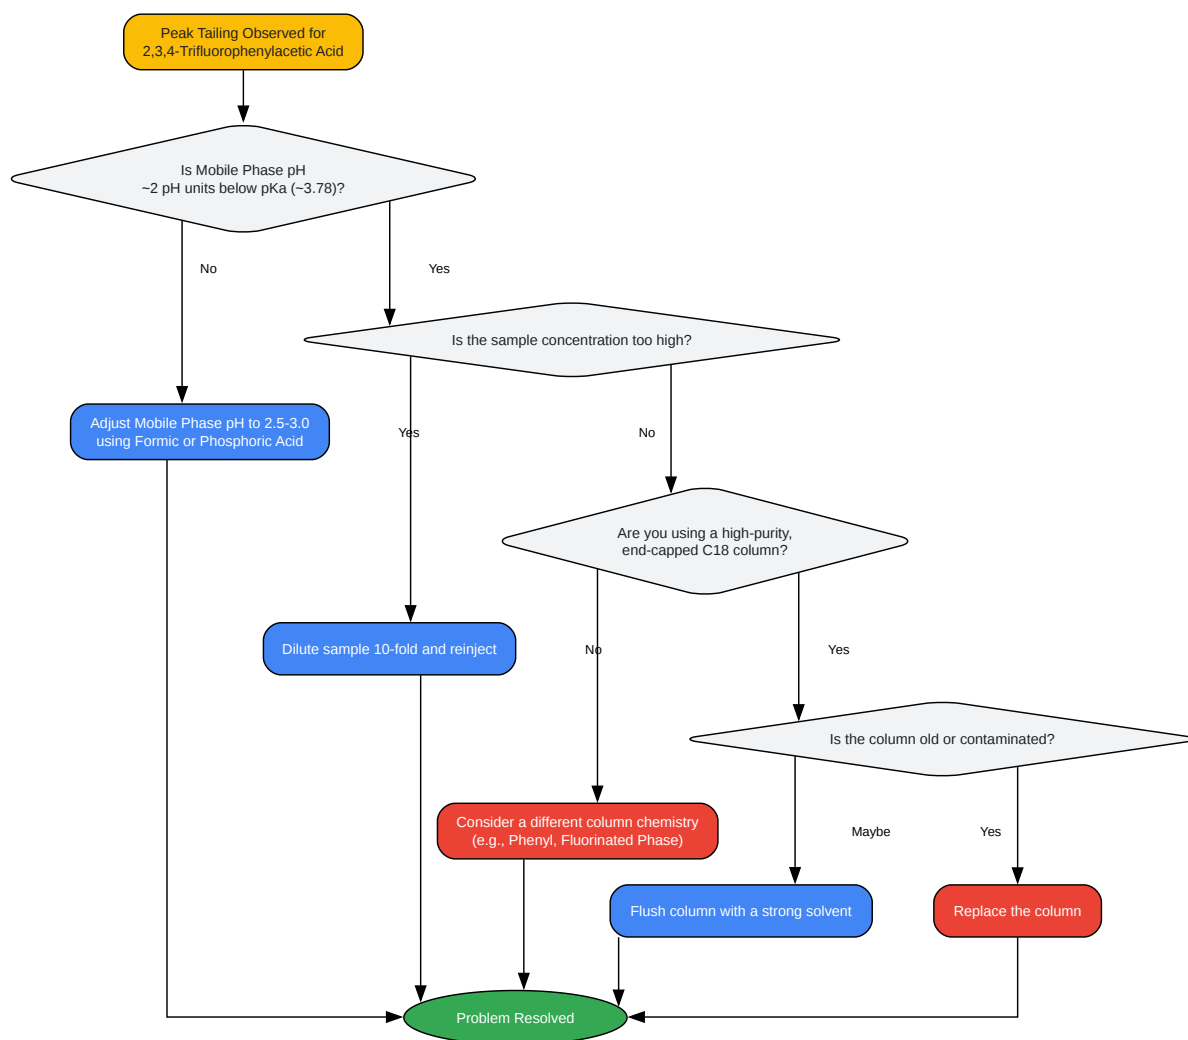 Peak Tailing Observed for
2,3,4-Trifluorophenylacetic Acid
Is Mobile Phase pH
~2 pH units below pKa (~3.78)?
No
Yes
Is the sample concentration too high?
Adjust Mobile Phase pH to 2.5-3.0
using Formic or Phosphoric Acid
Yes
No
Are you using a high-purity,
end-capped C18 column?
Dilute sample 10-fold and reinject
No
Yes
Is the column old or contaminated?
Consider a different column chemistry
(e.g., Phenyl, Fluorinated Phase)
Maybe
Yes
Flush column with a strong solvent
Replace the column
Problem Resolved